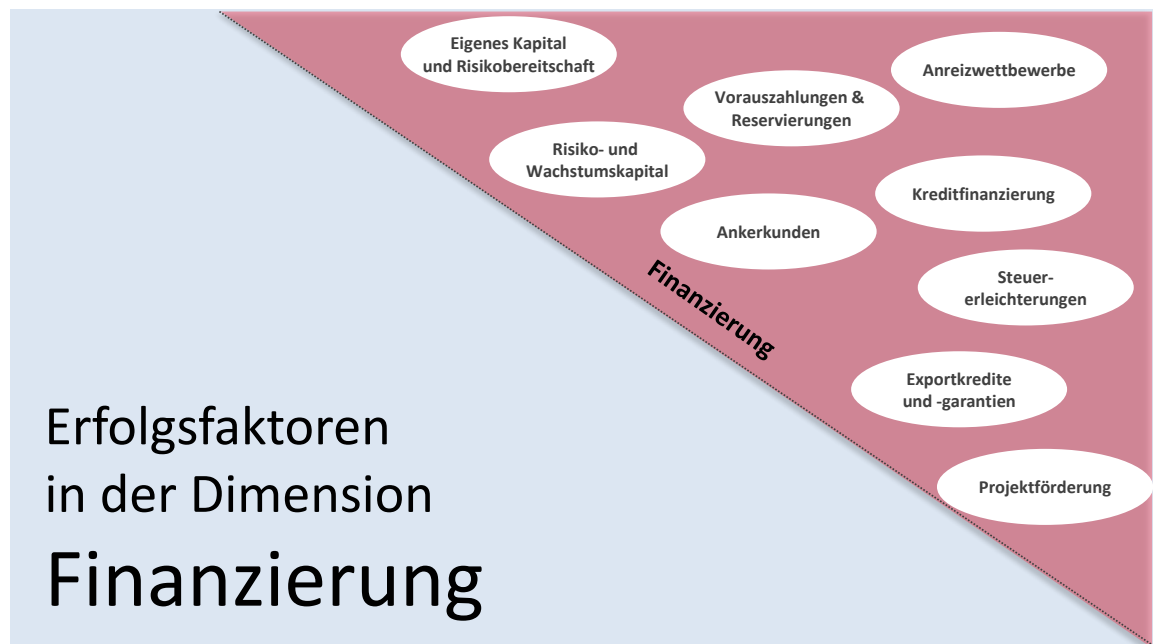 Eigenes Kapital
und Risikobereitschaft
Anreizwettbewerbe
Vorauszahlungen &
Reservierungen
Risiko- und
Wachstumskapital
Kreditfinanzierung
Ankerkunden
Finanzierung
Steuer-
erleichterungen
Exportkredite
und -garantien
Projektförderung
Erfolgsfaktoren
in der Dimension
Finanzierung